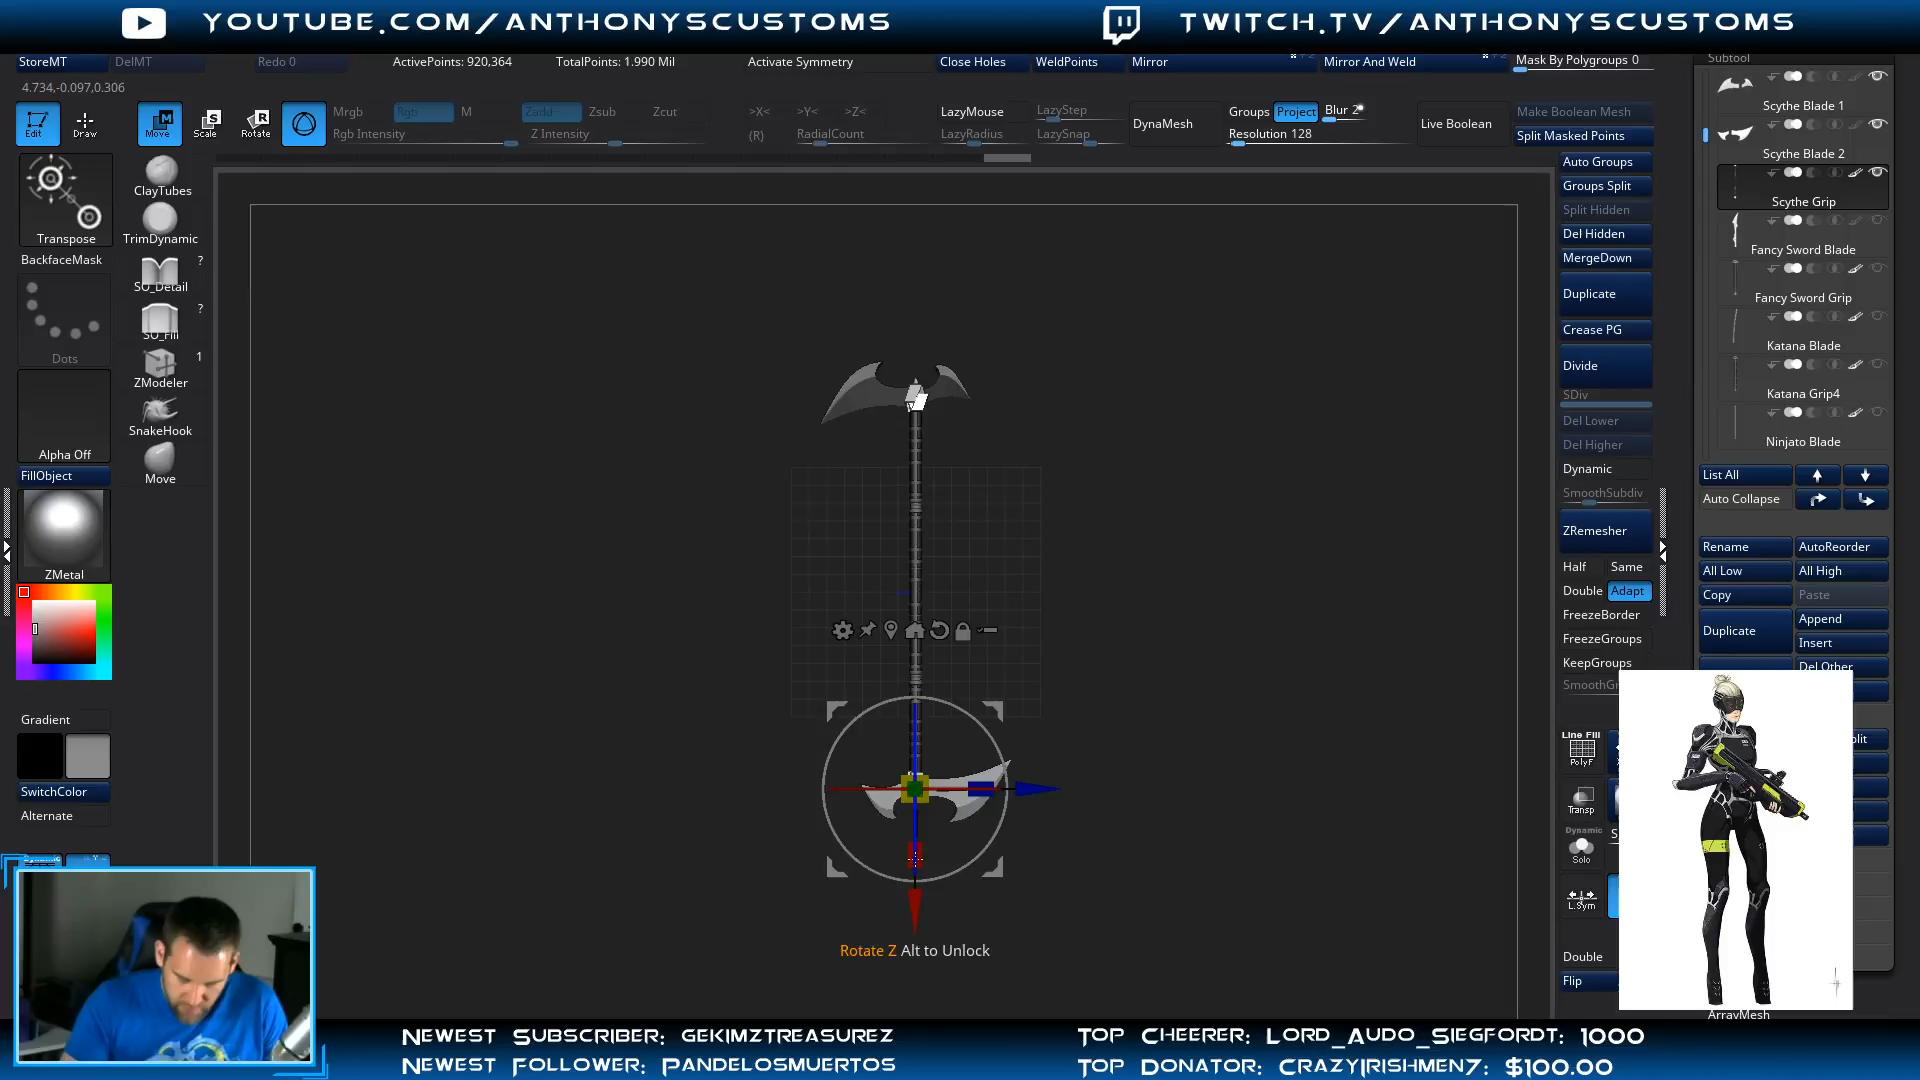 YOUTUBE.COM/ANTHONYSCUSTOMS
TWITCH.TV/ANTHONYSCUSTOMS
StoreMT DelMT Redo 0 ActivePoints: 920,364 TotalPoints: 1.990 Mil Activate Symmetry Close Holes WeldPoints Mirror Mirror And Weld Mask By Polygroups 0
4.734,-0.097,0.306
Edit Draw Move Scale Rotate
Mrgb Rgb M Zadd Zsub Zcut >X< >Y< >Z< LazyMouse LazyStep
Rgb Intensity Z Intensity (R) RadialCount LazyRadius LazySnap
DynaMesh Groups Project Blur 2
Resolution 128
Live Boolean Make Boolean Mesh
Split Masked Points
Transpose
BackfaceMask
Dots
Alpha Off
FillObject
ZMetal
Gradient
SwitchColor
Alternate
ClayTubes
TrimDynamic
?
SO_Detail
?
SO_Fill
1
ZModeler
SnakeHook
Move
Rotate Z Alt to Unlock
Auto Groups
Groups Split
Split Hidden
Del Hidden
MergeDown
Duplicate
Crease PG
Divide
SDiv
Del Lower
Del Higher
Dynamic
SmoothSubdiv
ZRemesher
Half Same
Double Adapt
FreezeBorder
FreezeGroups
KeepGroups
Line Fill
PolyF
Transp
Dynamic
Solo
L.Sym
Double
Flip
Subtool
Scythe Blade 1
Scythe Blade 2
Scythe Grip
Fancy Sword Blade
Fancy Sword Grip
Katana Blade
Katana Grip4
Ninjato Blade
List All
Auto Collapse
Rename AutoReorder
All Low All High
Copy Paste
Duplicate Append
Insert
Del Other
ArrayMesh
NEWEST SUBSCRIBER: GEKIMZTREASUREZ
NEWEST FOLLOWER: PANDELOSMUERTOS
TOP CHEERER: LORD_AUDO_SIEGFORDT: 1000
TOP DONATOR: CRAZYIRISHMEN7: $100.00